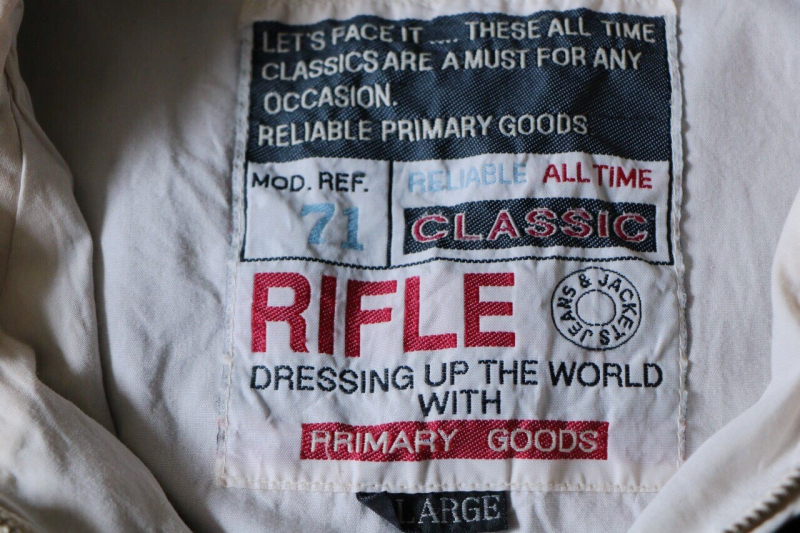 LET'S FACE IT .... THESE ALL TIME
CLASSICS ARE A MUST FOR ANY
OCCASION.
RELIABLE PRIMARY GOODS
MOD. REF.
71
RELIABLE ALL TIME
CLASSIC
RIFLE
JEANS & JACKETS
DRESSING UP THE WORLD
WITH
PRIMARY GOODS
LARGE